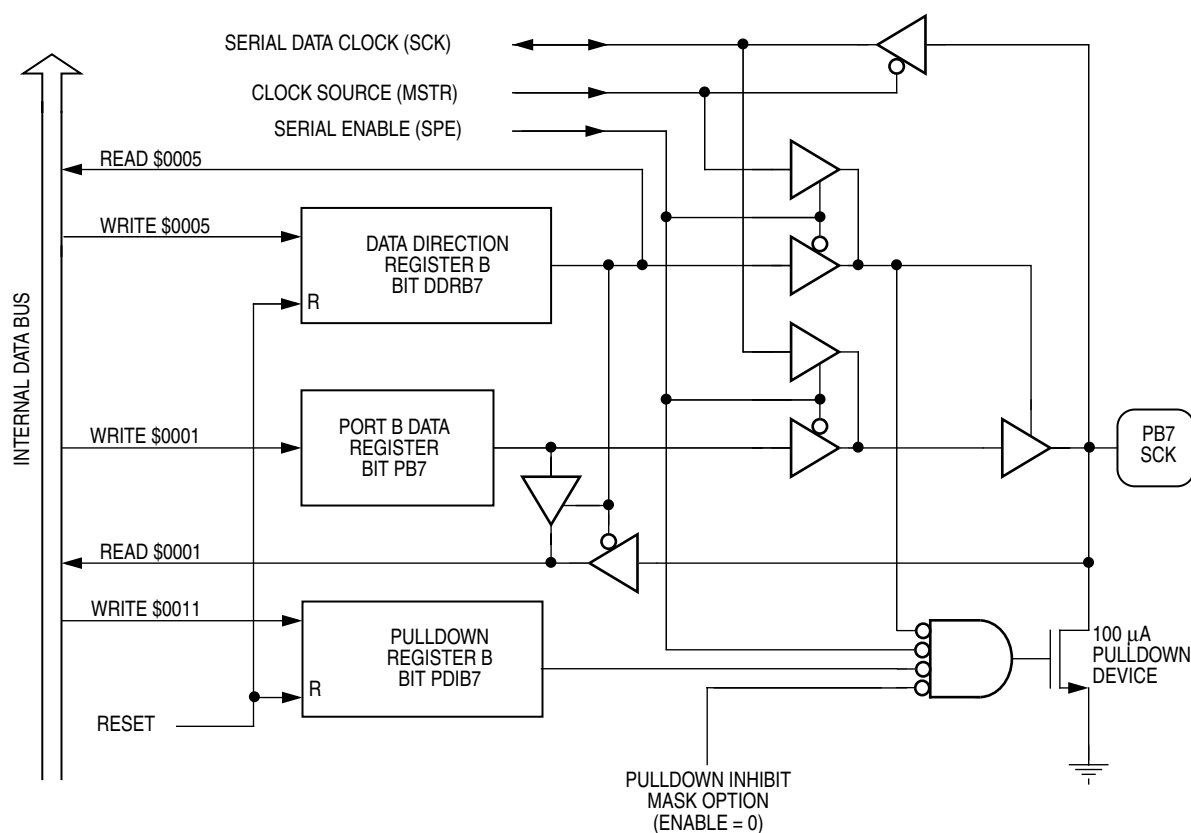 SERIAL DATA CLOCK (SCK)
CLOCK SOURCE (MSTR)
SERIAL ENABLE (SPE)
READ $0005
WRITE $0005
DATA DIRECTION
REGISTER B
BIT DDRB7
R
INTERNAL DATA BUS
WRITE $0001
PORT B DATA
REGISTER
BIT PB7
PB7
SCK
READ $0001
WRITE $0011
PULLDOWN
REGISTER B
BIT PDIB7
R
100 µA
PULLDOWN
DEVICE
RESET
PULLDOWN INHIBIT
MASK OPTION
(ENABLE = 0)